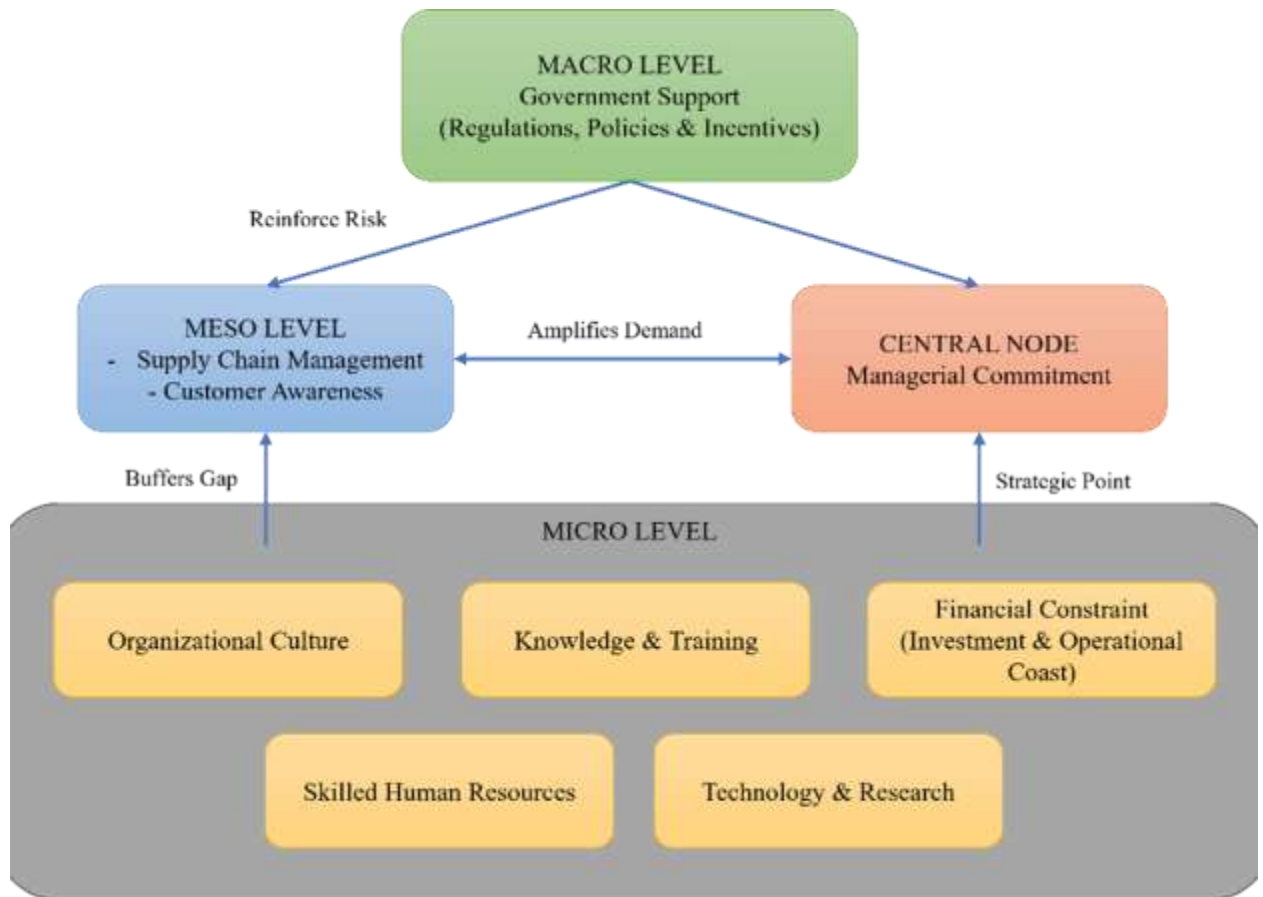 MACRO LEVEL
Government Support
(Regulations, Policies & Incentives)
Reinforce Risk
MESO LEVEL
- Supply Chain Management
- Customer Awareness
Amplifies Demand
CENTRAL NODE
Managerial Commitment
Buffers Gap
Strategic Point
MICRO LEVEL
Organizational Culture
Knowledge & Training
Financial Constraint
(Investment & Operational
Coast)
Skilled Human Resources
Technology & Research